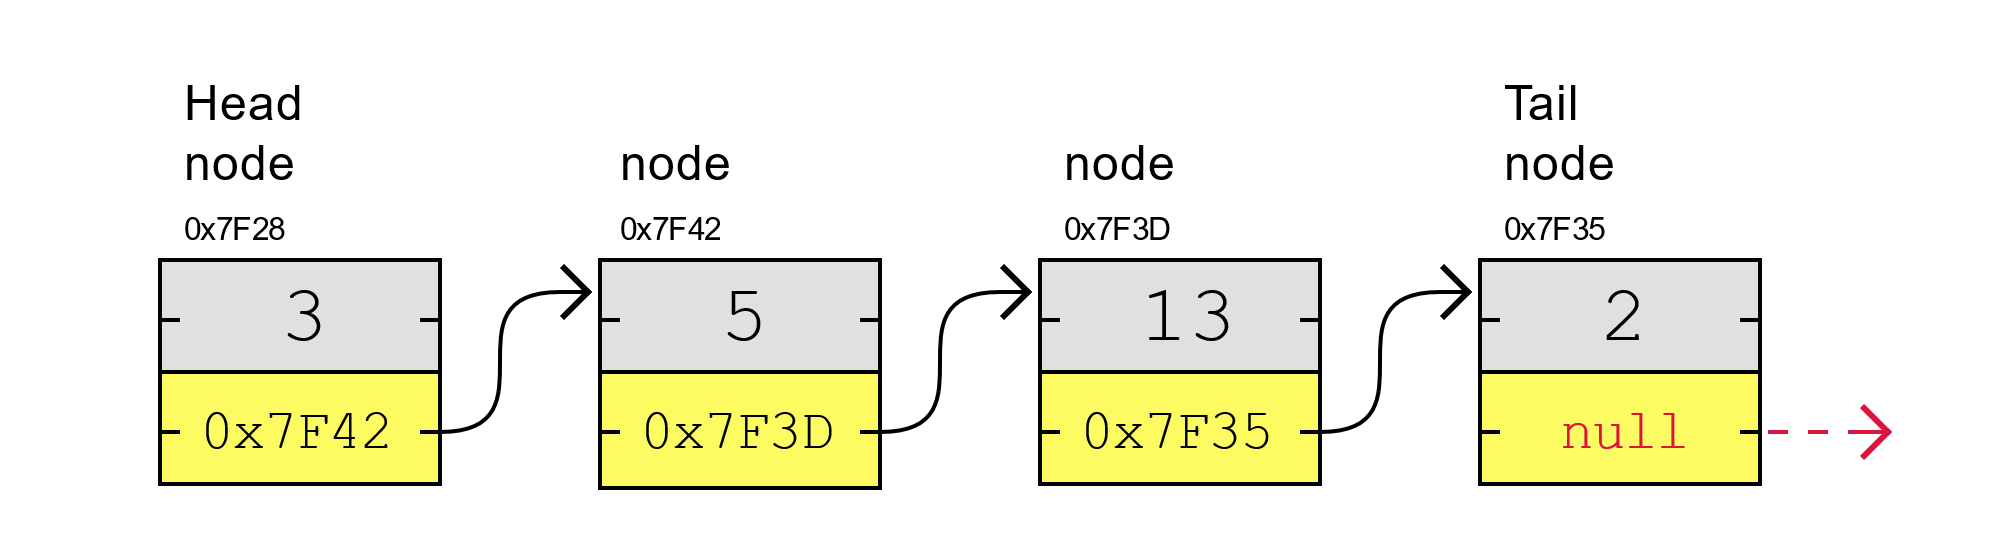 Head
node
0x7F28
3
0x7F42
node
0x7F42
5
0x7F3D
node
0x7F3D
13
0x7F35
Tail
node
0x7F35
2
null